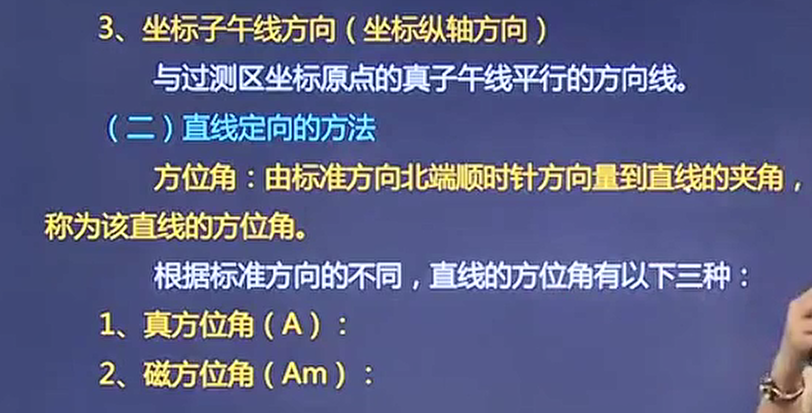 3、坐标子午线方向（坐标纵轴方向）
与过测区坐标原点的真子午线平行的方向线。
（二）直线定向的方法
方位角：由标准方向北端顺时针方向量到直线的夹角，
称为该直线的方位角。
根据标准方向的不同，直线的方位角有以下三种：
1、真方位角（A）：
2、磁方位角（Am）：